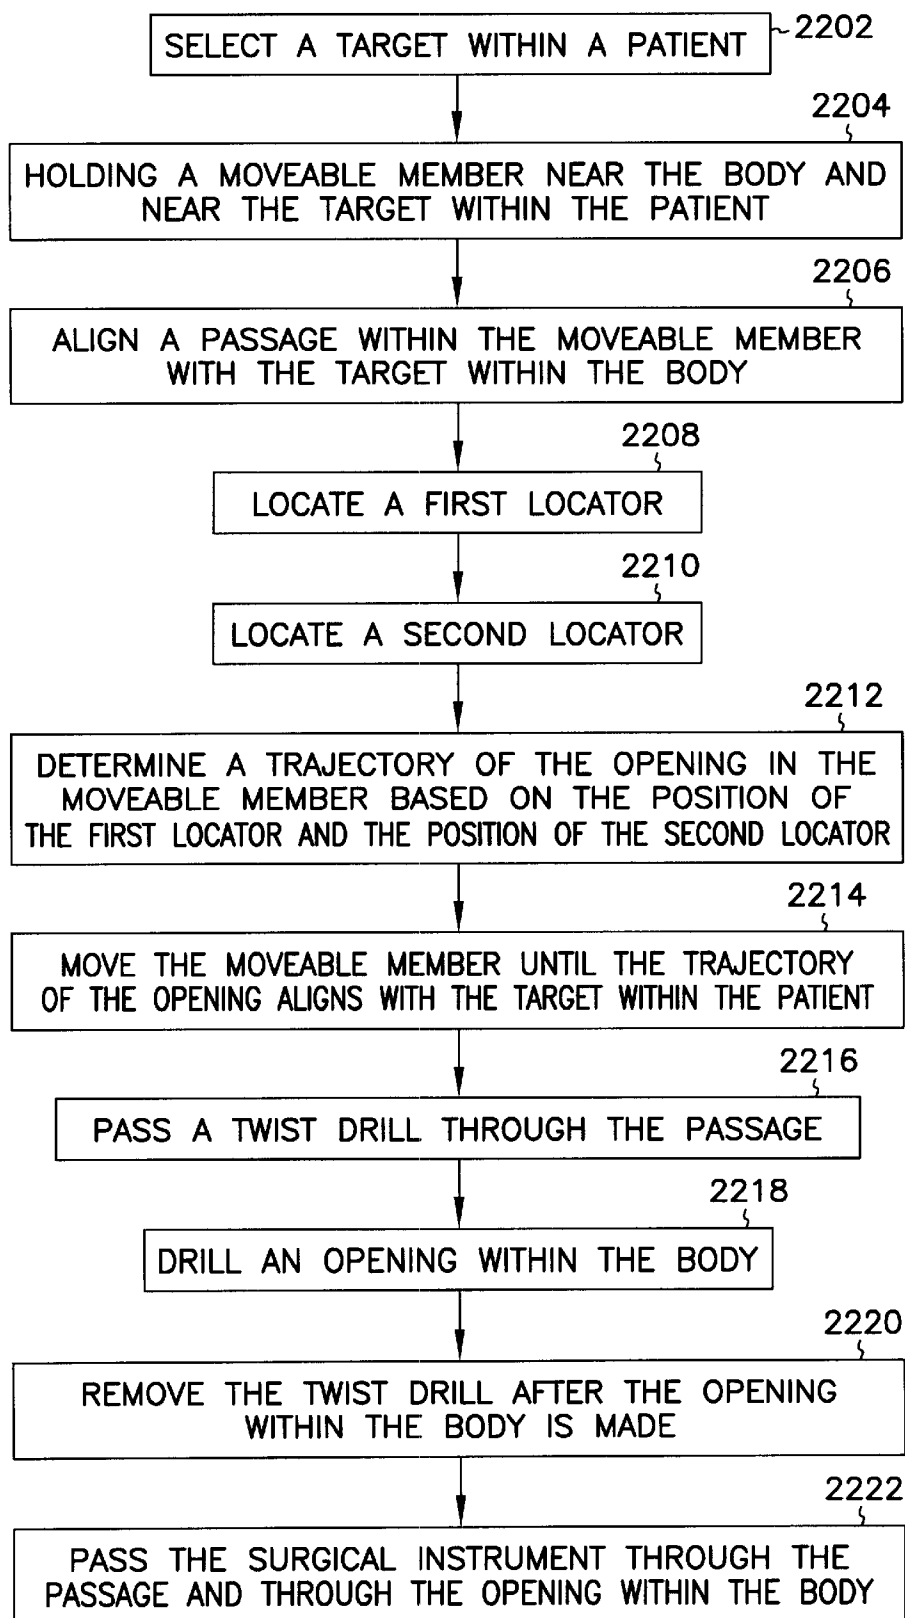 SELECT A TARGET WITHIN A PATIENT
2202
2204
HOLDING A MOVEABLE MEMBER NEAR THE BODY AND
NEAR THE TARGET WITHIN THE PATIENT
2206
ALIGN A PASSAGE WITHIN THE MOVEABLE MEMBER
WITH THE TARGET WITHIN THE BODY
2208
LOCATE A FIRST LOCATOR
2210
LOCATE A SECOND LOCATOR
2212
DETERMINE A TRAJECTORY OF THE OPENING IN THE
MOVEABLE MEMBER BASED ON THE POSITION OF
THE FIRST LOCATOR AND THE POSITION OF THE SECOND LOCATOR
2214
MOVE THE MOVEABLE MEMBER UNTIL THE TRAJECTORY
OF THE OPENING ALIGNS WITH THE TARGET WITHIN THE PATIENT
2216
PASS A TWIST DRILL THROUGH THE PASSAGE
2218
DRILL AN OPENING WITHIN THE BODY
2220
REMOVE THE TWIST DRILL AFTER THE OPENING
WITHIN THE BODY IS MADE
2222
PASS THE SURGICAL INSTRUMENT THROUGH THE
PASSAGE AND THROUGH THE OPENING WITHIN THE BODY